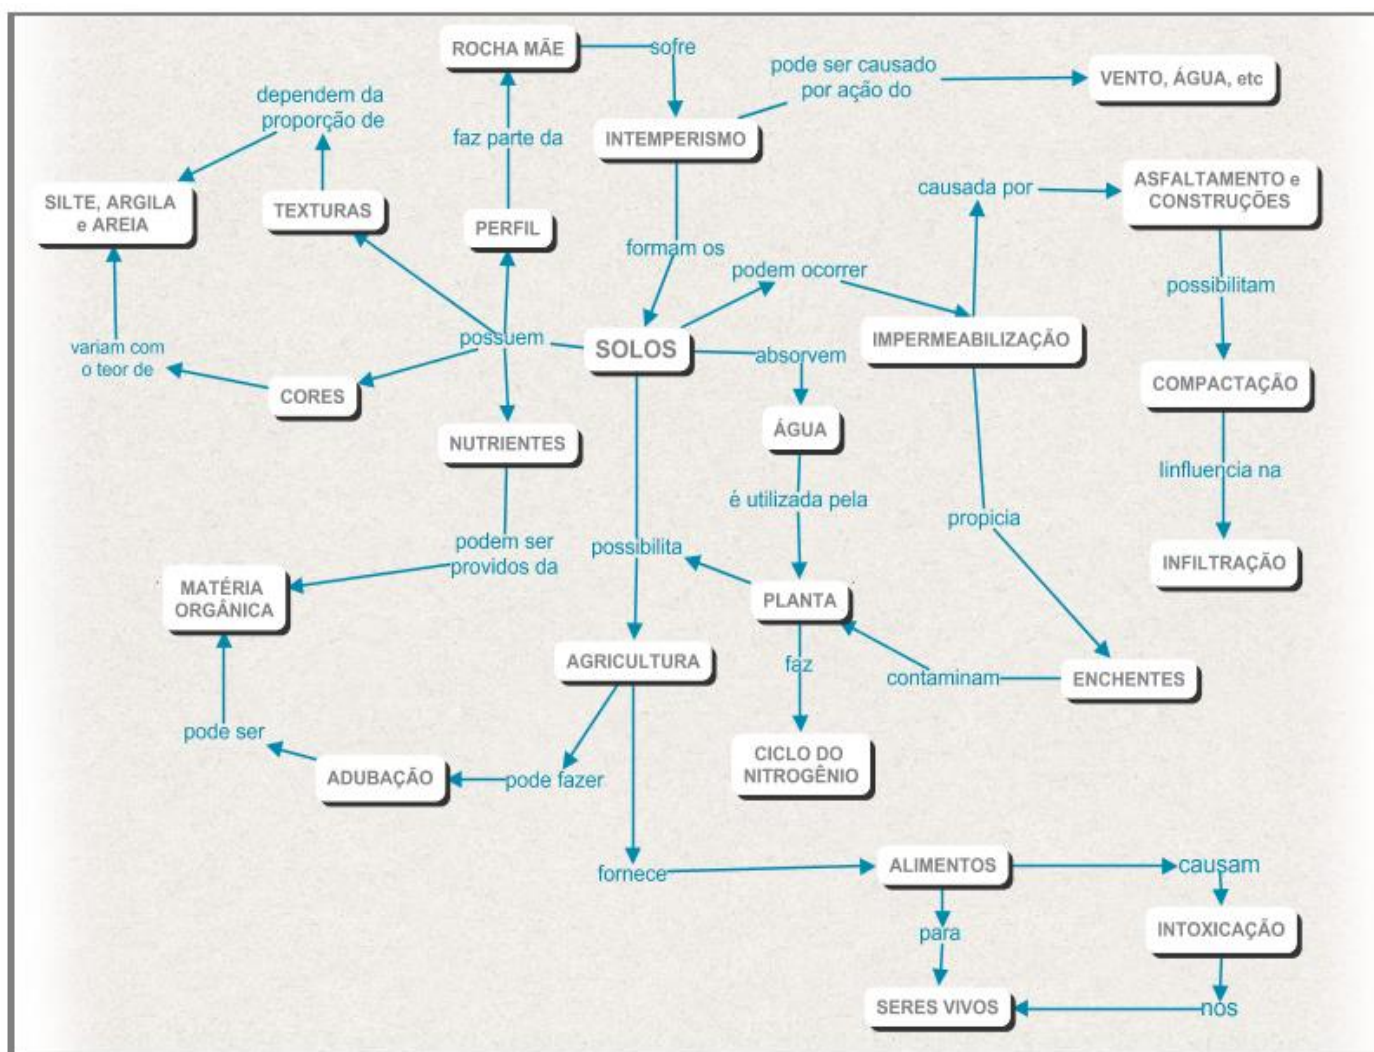 ROCHA MÃE
sofre
pode ser causado
por ação do
VENTO, ÁGUA, etc
dependem da
proporção de
faz parte da
INTEMPERISMO
causada por
ASFALTAMENTO e
CONSTRUÇÕES
SILTE, ARGILA
e AREIA
TEXTURAS
PERFIL
formam os
podem ocorrer
possibilitam
possuem
SOLOS
absorvem
IMPERMEABILIZAÇÃO
variam com
o teor de
CORES
COMPACTAÇÃO
NUTRIENTES
ÁGUA
linfluencia na
é utilizada pela
propicia
podem ser
providos da
possibilita
INFILTRAÇÃO
MATÉRIA
ORGÂNICA
PLANTA
AGRICULTURA
faz
contaminam
ENCHENTES
pode ser
ADUBAÇÃO
pode fazer
CICLO DO
NITROGÊNIO
fornece
ALIMENTOS
causam
para
INTOXICAÇÃO
SERES VIVOS
nos